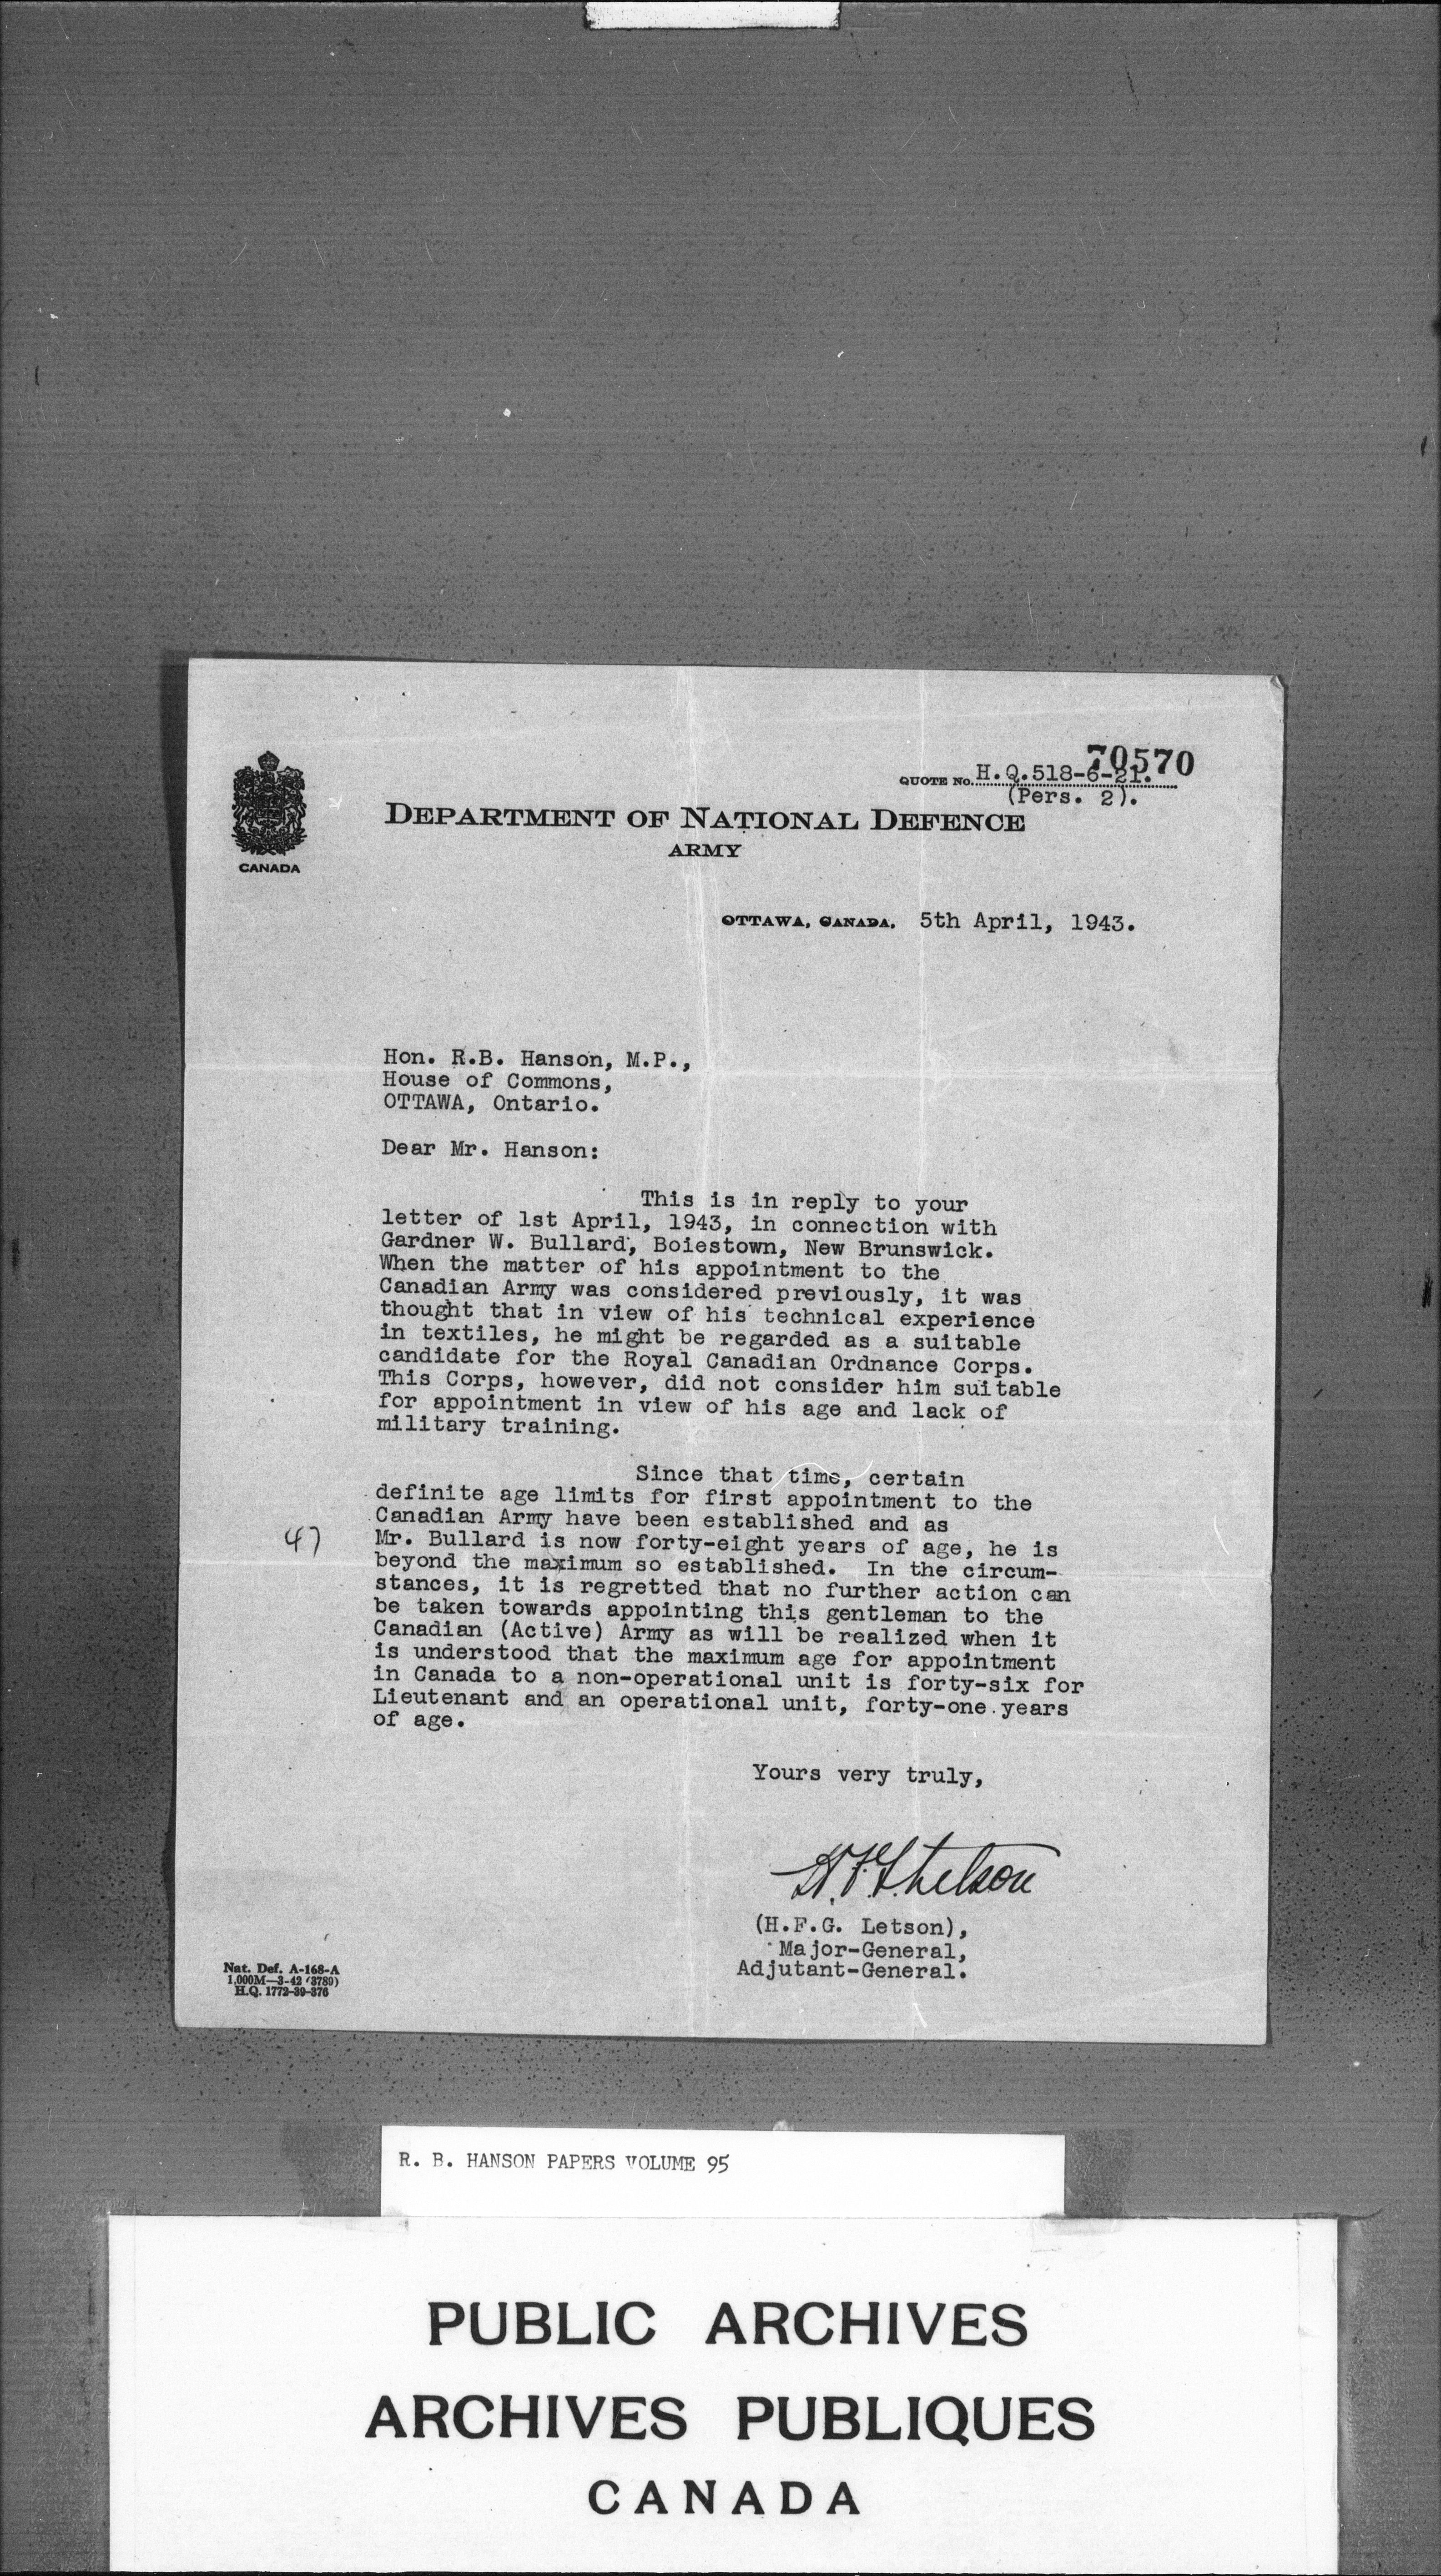 70570
QUOTE NO. H.Q.518-6-21.
(Pers. 2).
DEPARTMENT OF NATIONAL DEFENCE
ARMY
CANADA
OTTAWA, CANADA, 5th April, 1943.
Hon. R.B. Hanson, M.P.,
House of Commons,
OTTAWA, Ontario.
Dear Mr. Hanson:
This is in reply to your
letter of 1st April, 1943, in connection with
Gardner W. Bullard, Boiestown, New Brunswick.
When the matter of his appointment to the
Canadian Army was considered previously, it was
thought that in view of his technical experience
in textiles, he might be regarded as a suitable
candidate for the Royal Canadian Ordnance Corps.
This Corps, however, did not consider him suitable
for appointment in view of his age and lack of
military training.
Since that time, certain
definite age limits for first appointment to the
Canadian Army have been established and as
47
Mr. Bullard is now forty-eight years of age, he is
beyond the maximum so established. In the circum-
stances, it is regretted that no further action can
be taken towards appointing this gentleman to the
Canadian (Active) Army as will be realized when it
is understood that the maximum age for appointment
in Canada to a non-operational unit is forty-six for
Lieutenant and an operational unit, forty-one years
of age.
Yours very truly,
H.F.G. Letson
(H.F.G. Letson),
Major-General,
Adjutant-General.
Nat. Def. A-168-A
1,000M—3-42 (3789)
H.Q. 1772-39-376
R. B. HANSON PAPERS VOLUME 95
PUBLIC ARCHIVES
ARCHIVES PUBLIQUES
CANADA